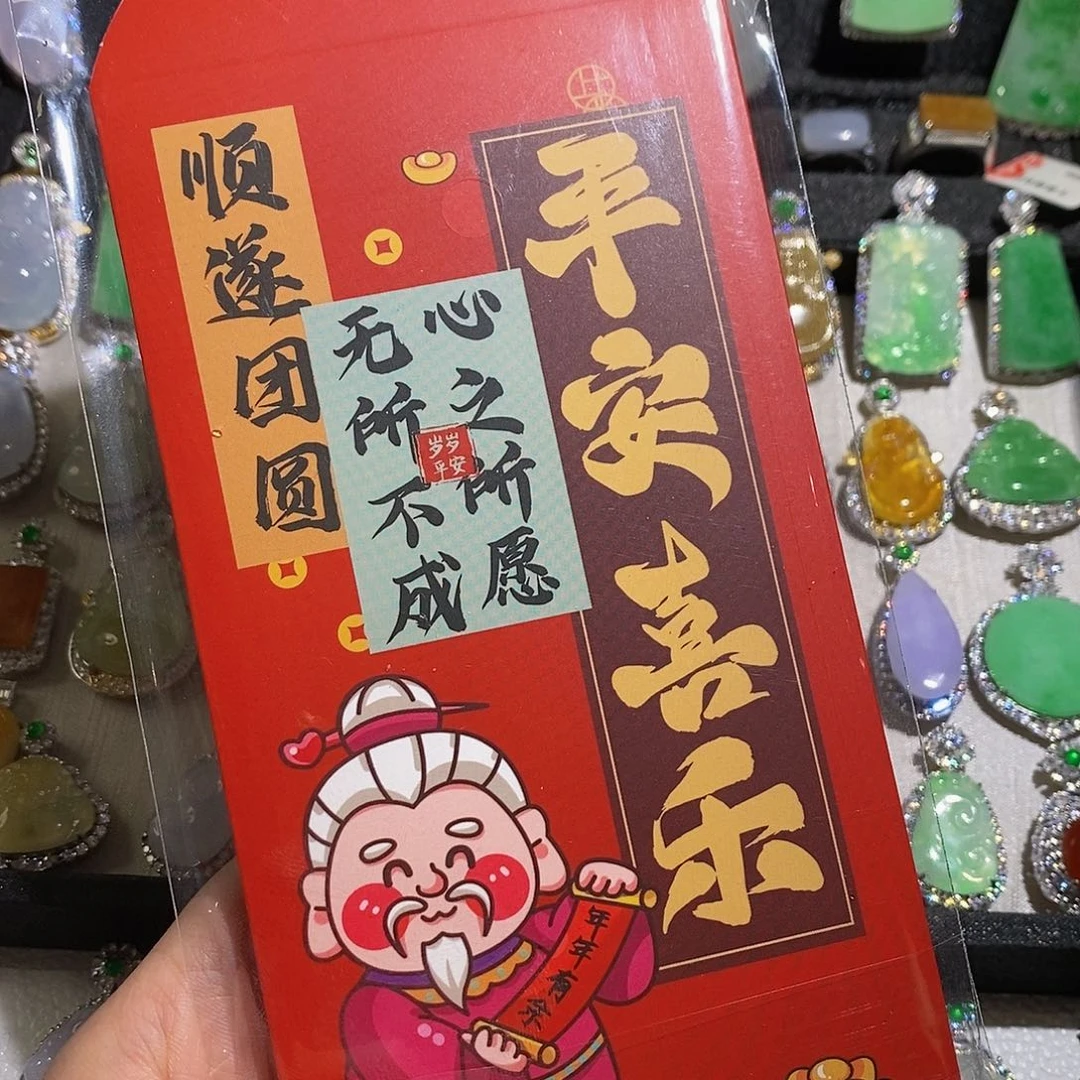 平安喜乐
心之所愿
无所不成
岁岁
平安
顺遂团圆
年年有余